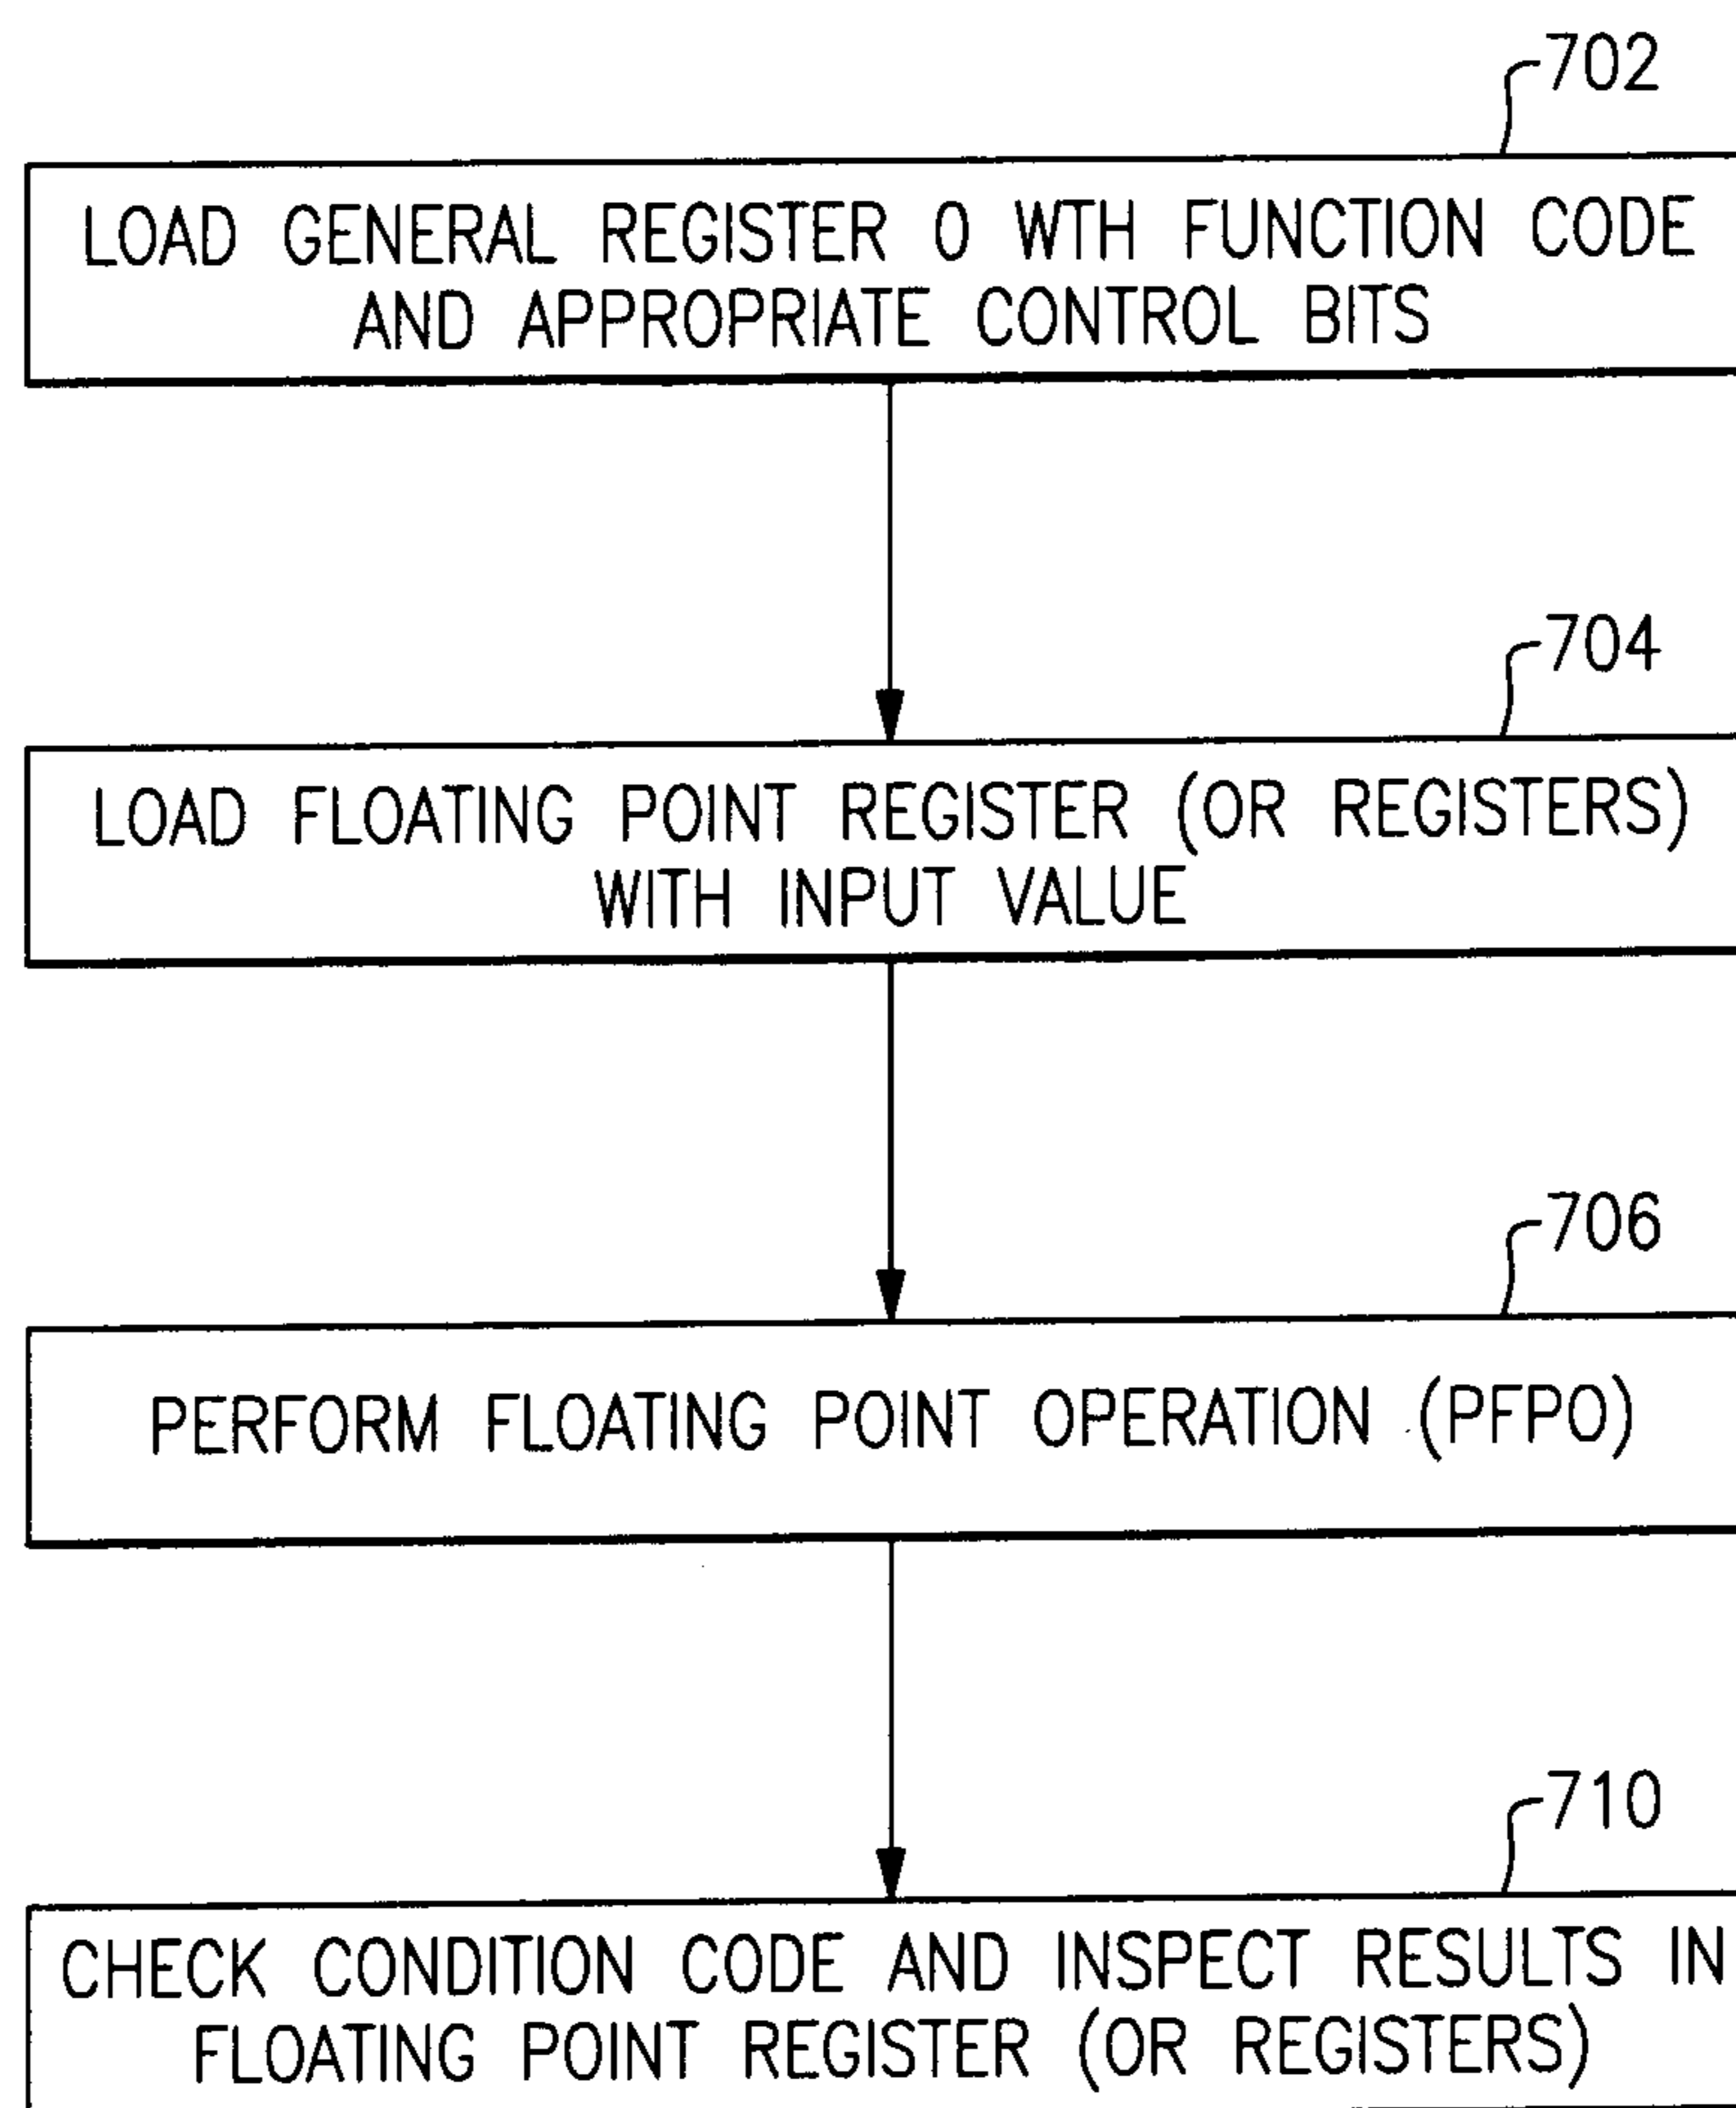 702
LOAD GENERAL REGISTER 0 WTH FUNCTION CODE
AND APPROPRIATE CONTROL BITS
704
LOAD FLOATING POINT REGISTER (OR REGISTERS)
WITH INPUT VALUE
706
PERFORM FLOATING POINT OPERATION (PFPO)
710
CHECK CONDITION CODE AND INSPECT RESULTS IN
FLOATING POINT REGISTER (OR REGISTERS)